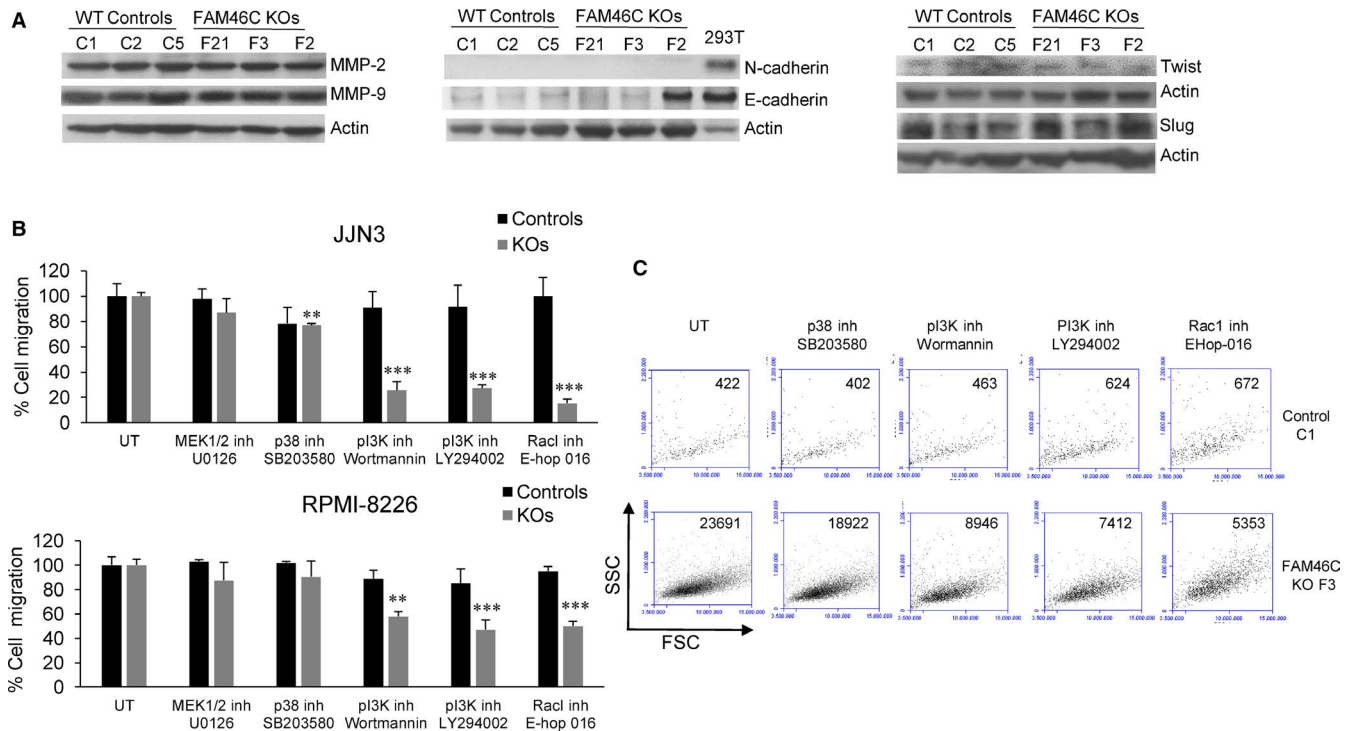 A
WT Controls FAM46C KOs
C1 C2 C5 F21 F3 F2
MMP-2
MMP-9
Actin
WT Controls FAM46C KOs
C1 C2 C5 F21 F3 F2 293T
N-cadherin
E-cadherin
Actin
WT Controls FAM46C KOs
C1 C2 C5 F21 F3 F2
Twist
Actin
Slug
Actin
B
JJN3
Controls
KOs
% Cell migration
120
100
80
60
40
20
0
** *** *** ***
UT
MEK1/2 inh
U0126
p38 inh
SB203580
pI3K inh
Wortmannin
pI3K inh
LY294002
RacI inh
E-hop 016
RPMI-8226
Controls
KOs
% Cell migration
120
100
80
60
40
20
0
** *** ***
UT
MEK1/2 inh
U0126
p38 inh
SB203580
pI3K inh
Wortmannin
pI3K inh
LY294002
RacI inh
E-hop 016
C
UT
p38 inh
SB203580
pI3K inh
Wormannin
PI3K inh
LY294002
Rac1 inh
EHop-016
422 402 463 624 672
Control
C1
23691 18922 8946 7412 5353
FAM46C
KO F3
SSC
FSC